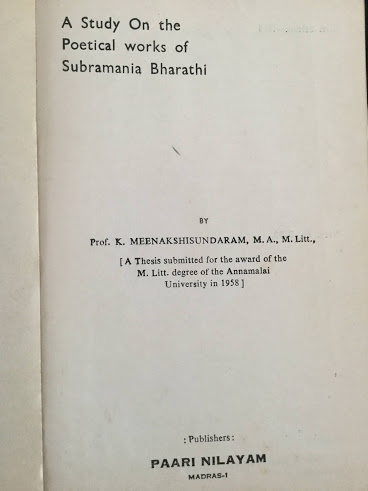 A Study On the
Poetical works of
Subramania Bharathi
BY
Prof. K. MEENAKSHISUNDARAM, M. A., M. Litt.,
[ A Thesis submitted for the award of the
M. Litt. degree of the Annamalai
University in 1958 ]
: Publishers :
PAARI NILAYAM
MADRAS-1